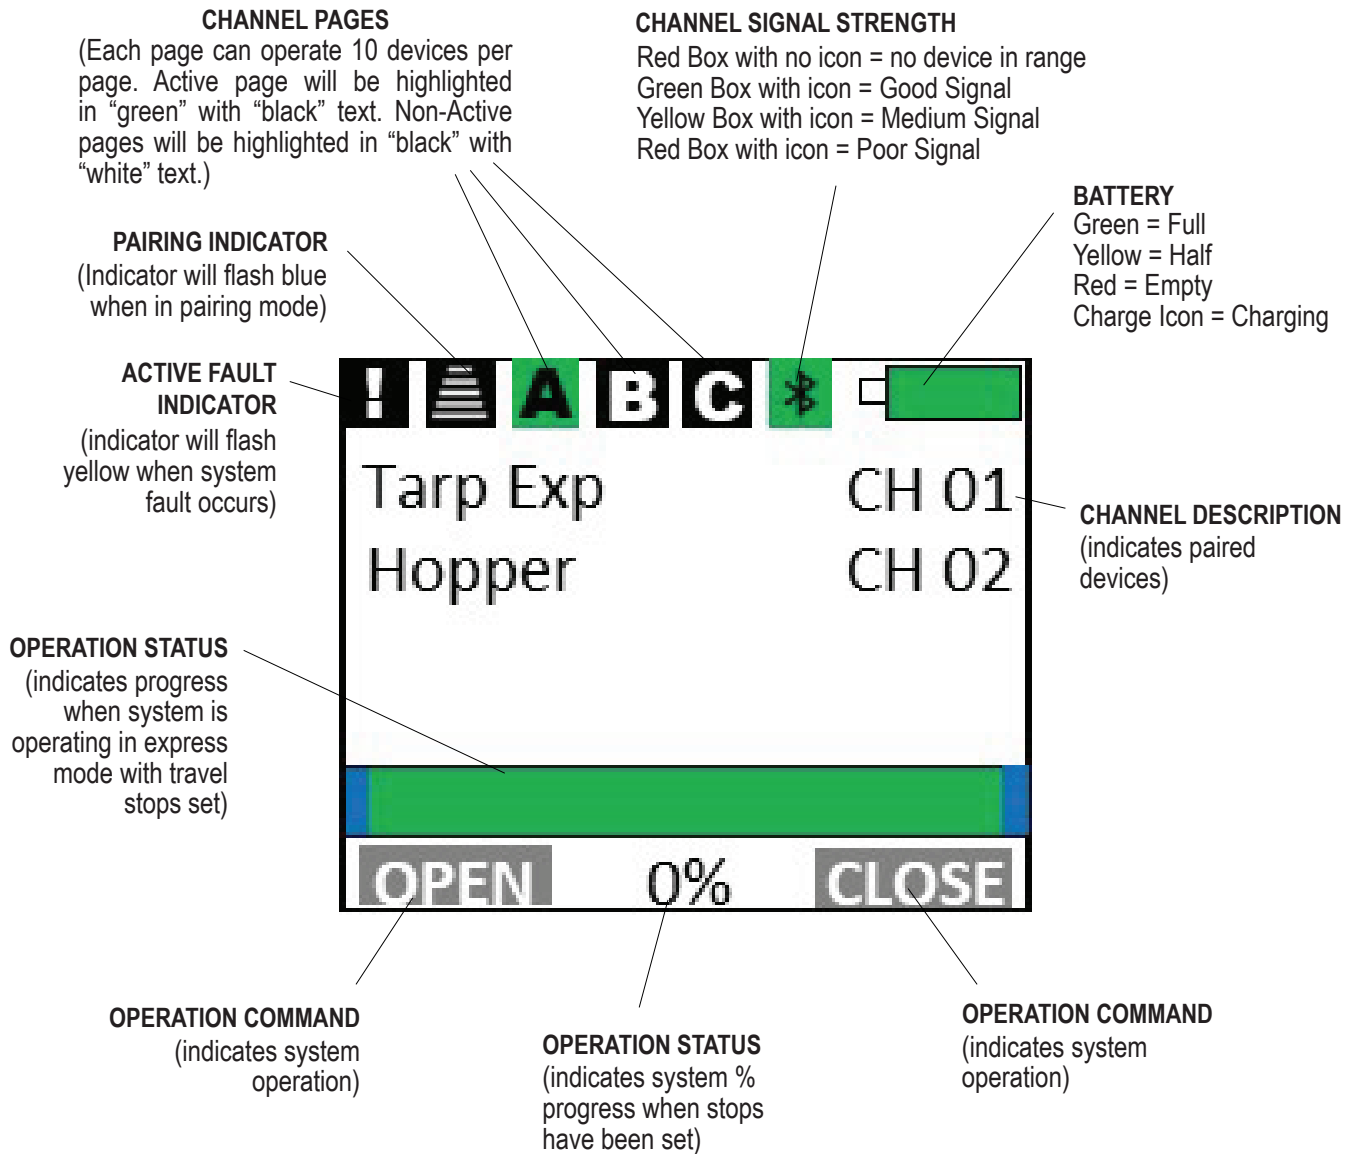 CHANNEL PAGES
(Each page can operate 10 devices per
page. Active page will be highlighted
in “green” with “black” text. Non-Active
pages will be highlighted in “black” with
“white” text.)
CHANNEL SIGNAL STRENGTH
Red Box with no icon = no device in range
Green Box with icon = Good Signal
Yellow Box with icon = Medium Signal
Red Box with icon = Poor Signal
BATTERY
Green = Full
Yellow = Half
Red = Empty
Charge Icon = Charging
PAIRING INDICATOR
(Indicator will flash blue
when in pairing mode)
ACTIVE FAULT
INDICATOR
(indicator will flash
yellow when system
fault occurs)
! A B C
Tarp Exp CH 01
Hopper CH 02
CHANNEL DESCRIPTION
(indicates paired
devices)
OPERATION STATUS
(indicates progress
when system is
operating in express
mode with travel
stops set)
OPEN 0% CLOSE
OPERATION COMMAND
(indicates system
operation)
OPERATION STATUS
(indicates system %
progress when stops
have been set)
OPERATION COMMAND
(indicates system
operation)